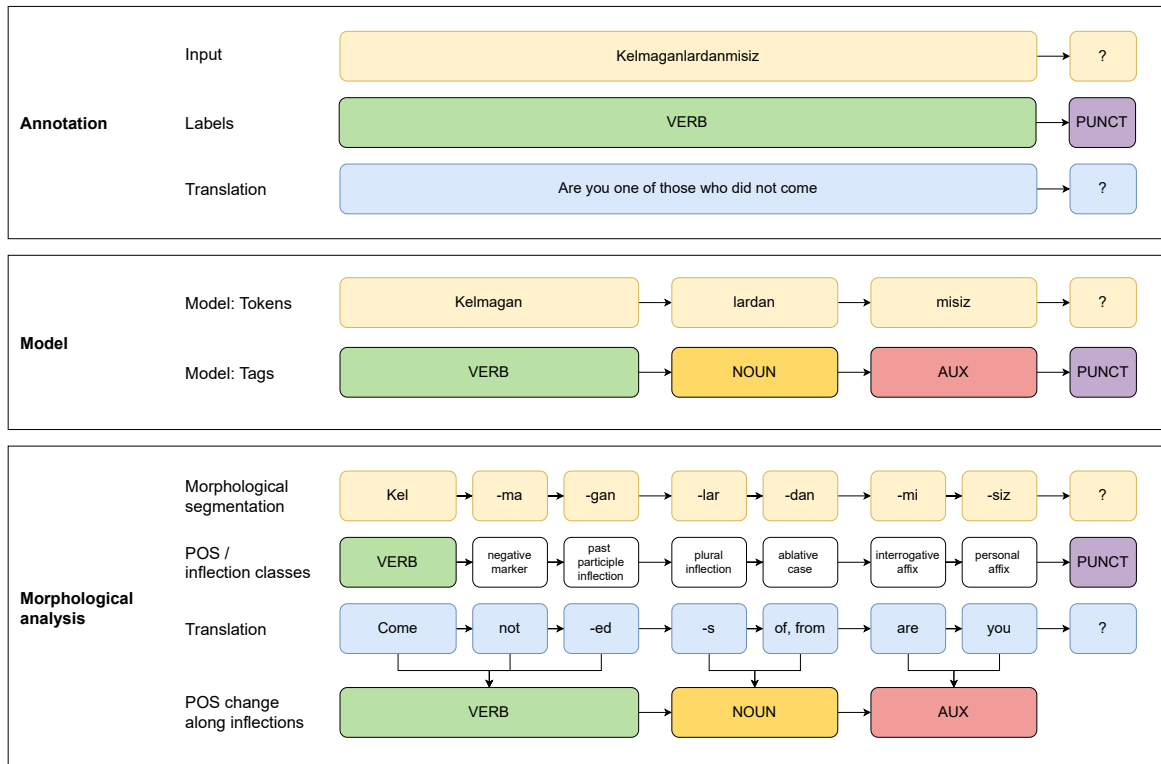 Input
Kelmaganlardanmisiz
?
Annotation
Labels
VERB
PUNCT
Translation
Are you one of those who did not come
?
Model: Tokens
Kelmagan
lardan
misiz
?
Model
Model: Tags
VERB
NOUN
AUX
PUNCT
Morphological
segmentation
Kel
-ma
-gan
-lar
-dan
-mi
-siz
?
POS /
inflection classes
VERB
negative
marker
past
participle
inflection
plural
inflection
ablative
case
interrogative
affix
personal
affix
PUNCT
Morphological
analysis
Translation
Come
not
-ed
-s
of, from
are
you
?
POS change
along inflections
VERB
NOUN
AUX